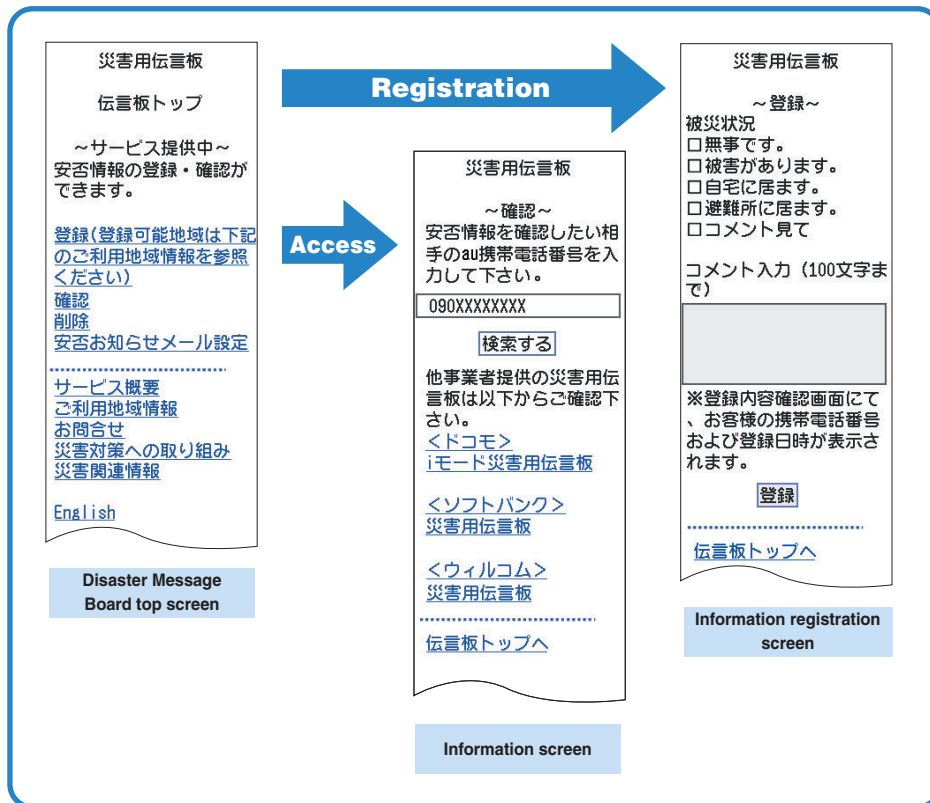 災害用伝言板
伝言板トップ
～サービス提供中～
安否情報の登録・確認が
できます。
登録(登録可能地域は下記
のご利用地域情報を参照
ください)
確認
削除
安否お知らせメール設定
サービス概要
ご利用地域情報
お問合せ
災害対策への取り組み
災害関連情報
English
Disaster Message
Board top screen
Registration
Access
災害用伝言板
～確認～
安否情報を確認したい相
手のau携帯電話番号を入
力して下さい。
090XXXXXXXX
検索する
他事業者提供の災害用伝
言板は以下からご確認下
さい。
<ドコモ>
iモード災害用伝言板
<ソフトバンク>
災害用伝言板
<ウィルコム>
災害用伝言板
伝言板トップへ
Information screen
災害用伝言板
～登録～
被災状況
□無事です。
□被害があります。
□自宅に居ます。
□避難所に居ます。
□コメント見て
コメント入力（100文字ま
で）
※登録内容確認画面にて
、お客様の携帯電話番号
および登録日時が表示さ
れます。
登録
伝言板トップへ
Information registration
screen